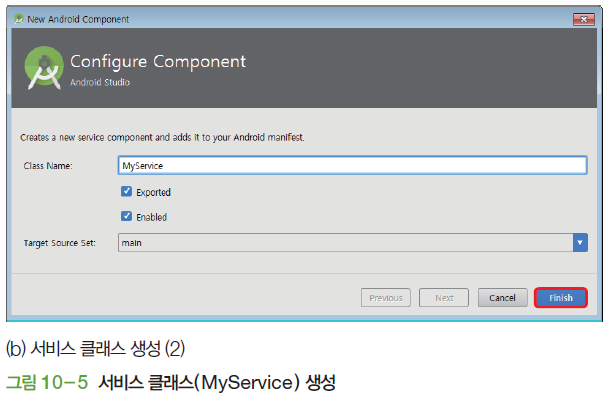 New Android Component
Configure Component
Android Studio
Creates a new service component and adds it to your Android manifest.
Class Name: MyService
Exported
Enabled
Target Source Set: main
Previous Next Cancel Finish
(b) 서비스 클래스 생성 (2)
그림 10-5 서비스 클래스(MyService) 생성